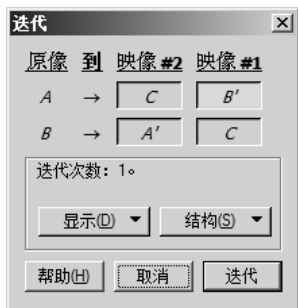 迭代
原像 到 映像 #2 映像 #1
A → C B'
B → A' C
迭代次数：1。
显示(D) 结构(S)
帮助(H) 取消 迭代